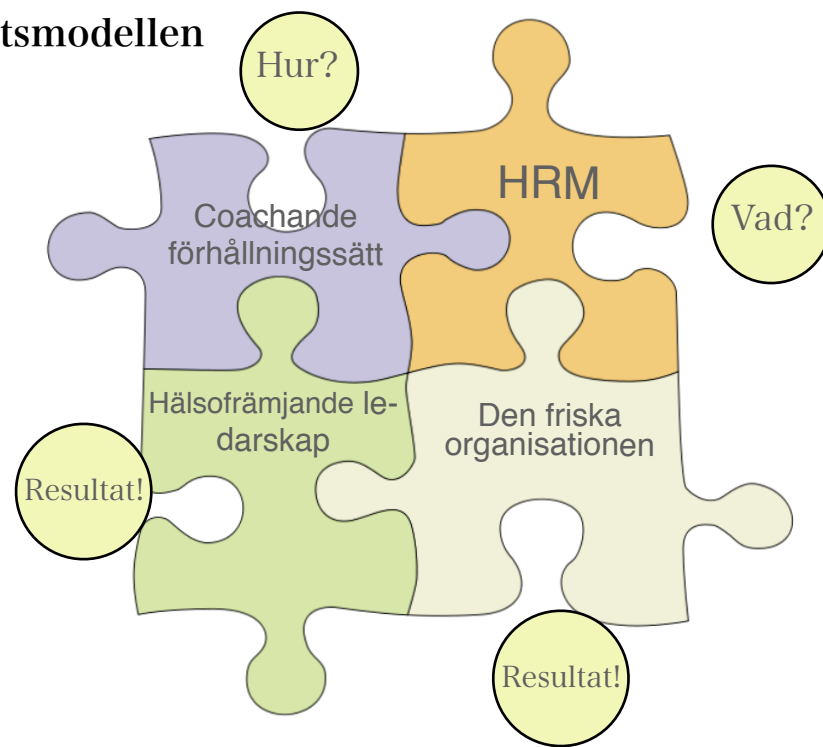 tsmodellen
Hur?
HRM
Vad?
Coachande
förhållningssätt
Hälsofrämjande le-
darskap
Den friska
organisationen
Resultat!
Resultat!